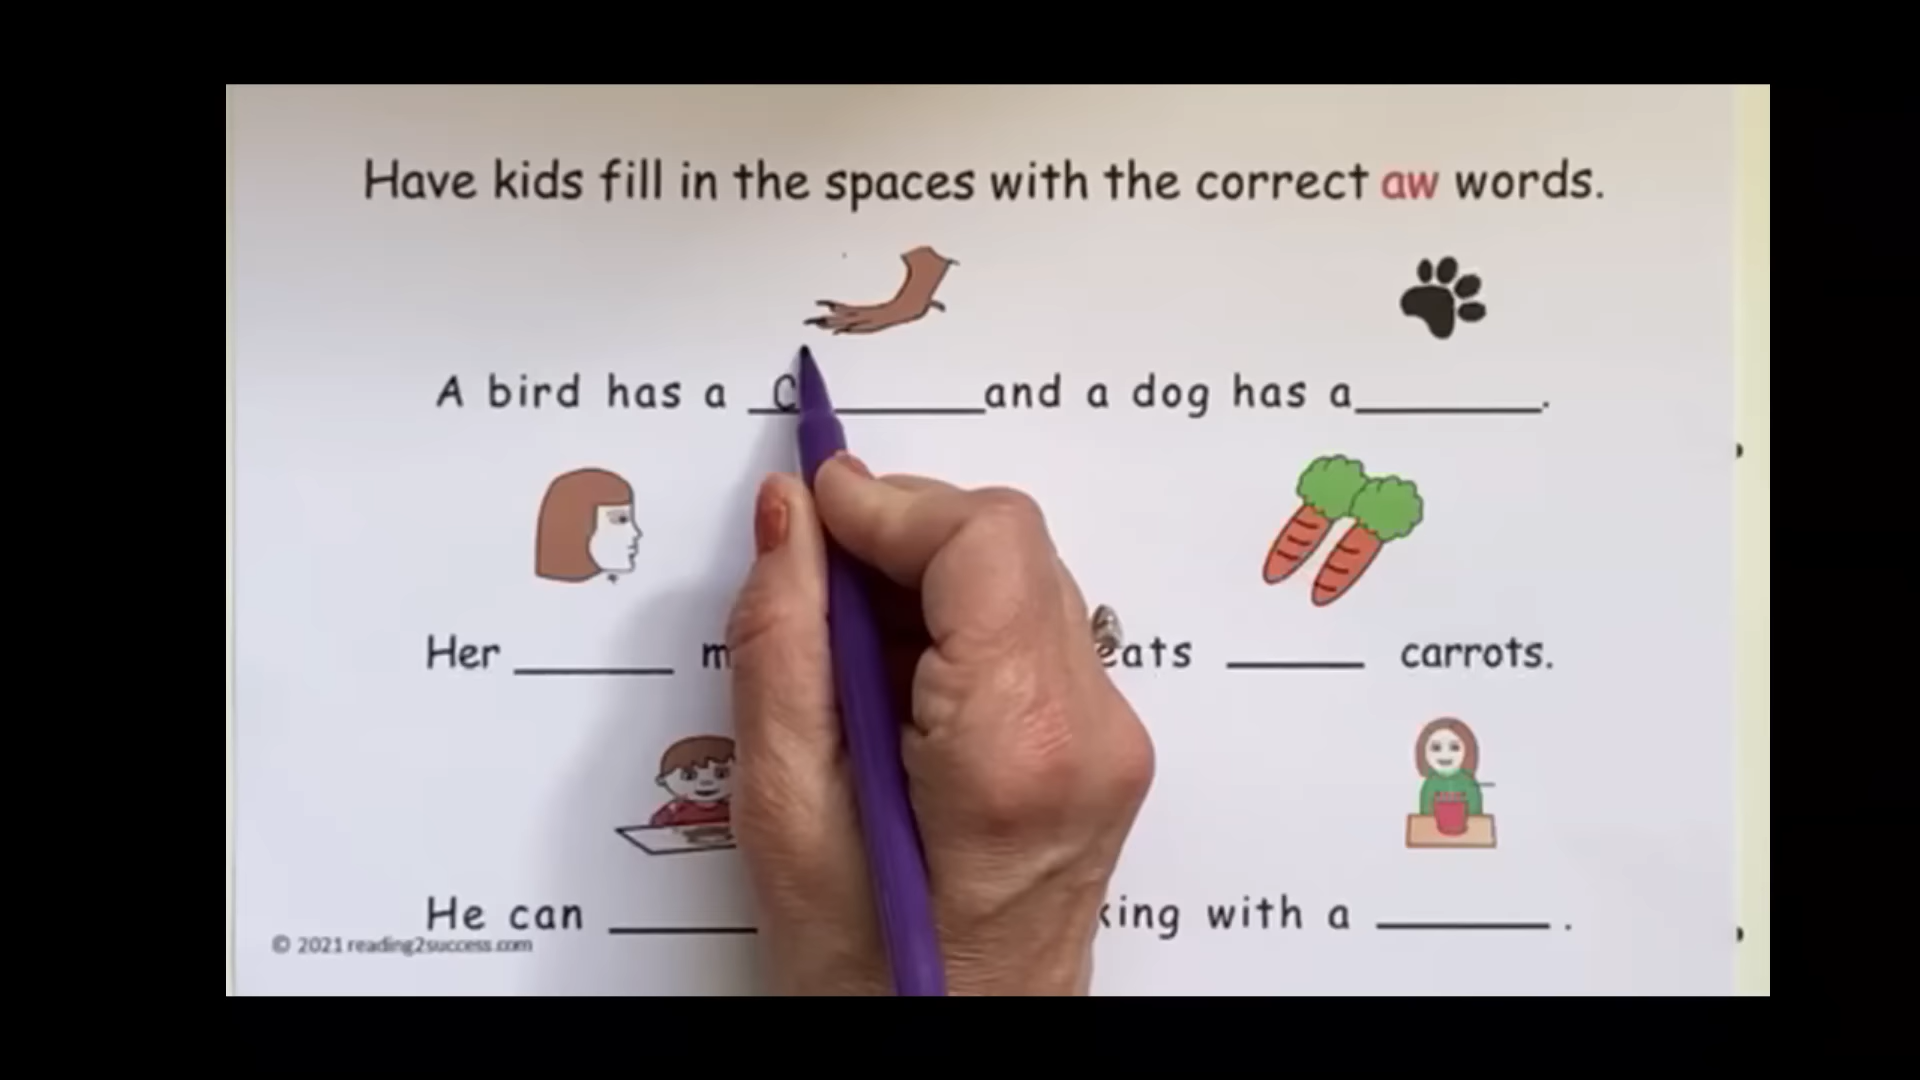 Have kids fill in the spaces with the correct aw words.
A bird has a C and a dog has a .
Her eats carrots.
He can with a .
© 2021 reading2success.com